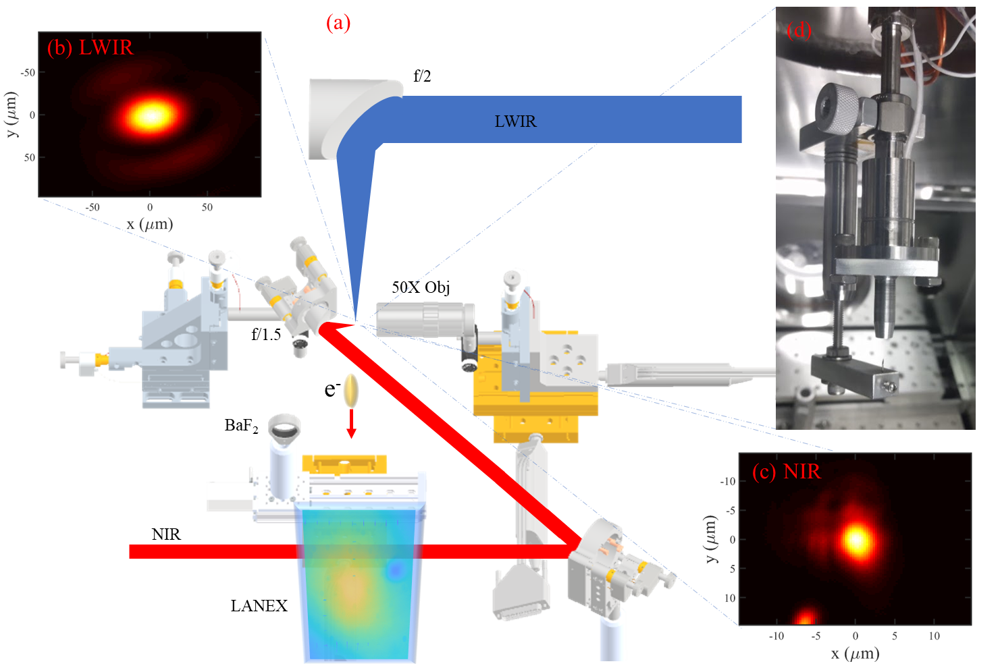 (a)
(b) LWIR
-50
0
50
y (μm)
-50
0
50
x (μm)
f/2
LWIR
(d)
50X Obj
f/1.5
e-
BaF2
NIR
LANEX
(c) NIR
-10
-5
0
5
10
y (μm)
-10
-5
0
5
10
x (μm)